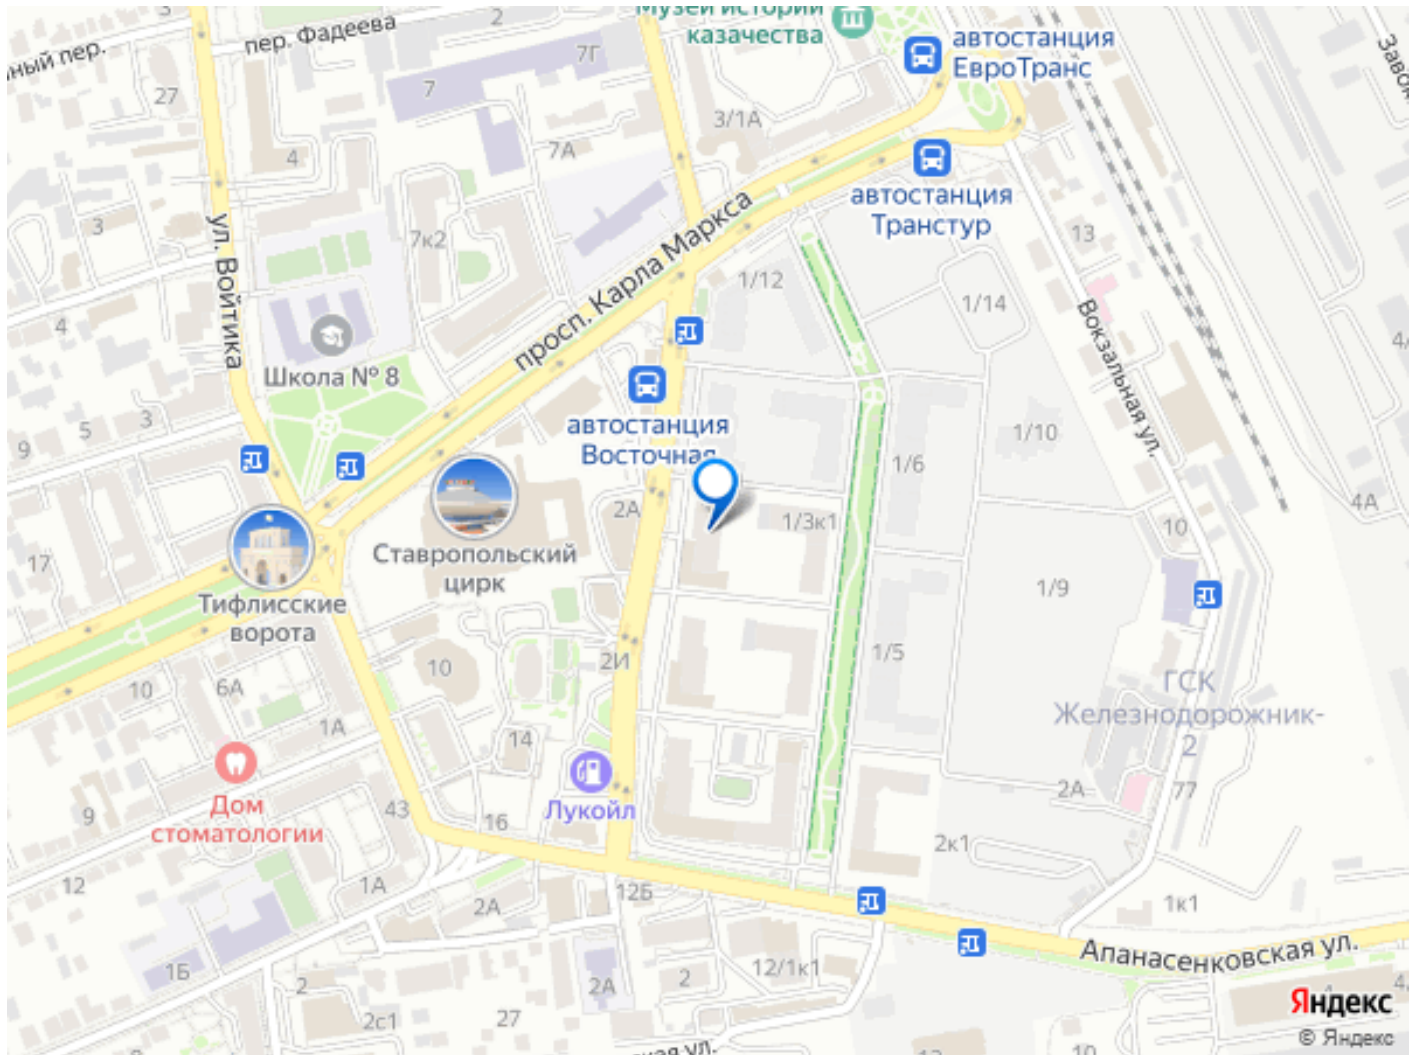 Музей истории
казачества
автостанция
ЕвроТранс
ный пер.
пер. Фадеева
2
7Г
7
27
3/1А
7А
4
автостанция
Транстур
3
ул. Войтика
7к2
просп. Карла Маркса
13
1/12
1/14
4
Школа № 8
Вокзальная ул.
автостанция
Восточная
3
5
9
1/10
1/6
4А
2А
1/3к1
10
Ставропольский
цирк
17
1/9
Тифлисские
ворота
1/5
2И
10
10
6А
1А
ГСК
Железнодорожник-
2
14
2А
77
Лукойл
Дом
стоматологии
43
16
9
2к1
12
1А
12Б
2А
1к1
Апанасенковская ул.
1Б
2
2А
2
12/1к1
2с1
27
Яндекс
© Яндекс